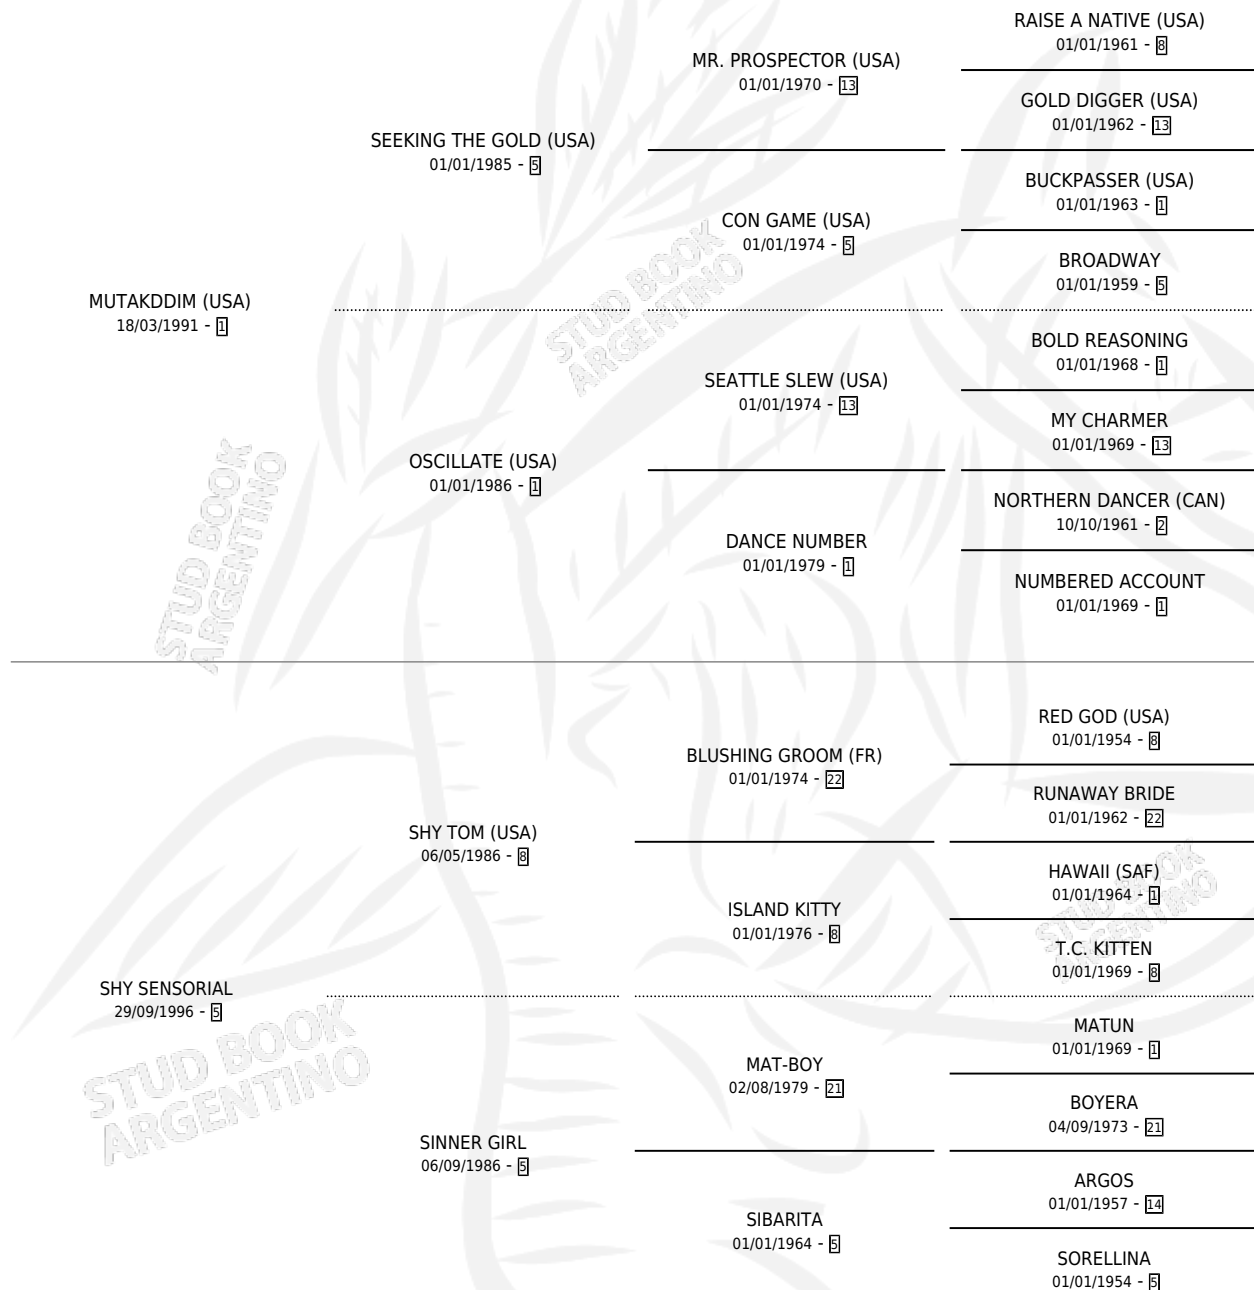 RAISE A NATIVE (USA)
01/01/1961 - 8
MR. PROSPECTOR (USA)
01/01/1970 - 13
GOLD DIGGER (USA)
01/01/1962 - 13
SEEKING THE GOLD (USA)
01/01/1985 - 5
BUCKPASSER (USA)
01/01/1963 - 1
CON GAME (USA)
01/01/1974 - 5
BROADWAY
01/01/1959 - 5
MUTAKDDIM (USA)
18/03/1991 - 1
STUD BOOK
ARGENTINO
BOLD REASONING
01/01/1968 - 1
SEATTLE SLEW (USA)
01/01/1974 - 13
MY CHARMER
01/01/1969 - 13
OSCILLATE (USA)
01/01/1986 - 1
NORTHERN DANCER (CAN)
10/10/1961 - 2
DANCE NUMBER
01/01/1979 - 1
NUMBERED ACCOUNT
01/01/1969 - 1
STUD BOOK
ARGENTINO
RED GOD (USA)
01/01/1954 - 8
BLUSHING GROOM (FR)
01/01/1974 - 22
RUNAWAY BRIDE
01/01/1962 - 22
SHY TOM (USA)
06/05/1986 - 8
HAWAII (SAF)
01/01/1964 - 1
ISLAND KITTY
01/01/1976 - 8
STUD BOOK
ARGENTINO
T.C. KITTEN
01/01/1969 - 8
SHY SENSORIAL
29/09/1996 - 5
STUD BOOK
ARGENTINO
MATUN
01/01/1969 - 1
MAT-BOY
02/08/1979 - 21
BOYERA
04/09/1973 - 21
SINNER GIRL
06/09/1986 - 5
ARGOS
01/01/1957 - 14
SIBARITA
01/01/1964 - 5
SORELLINA
01/01/1954 - 5